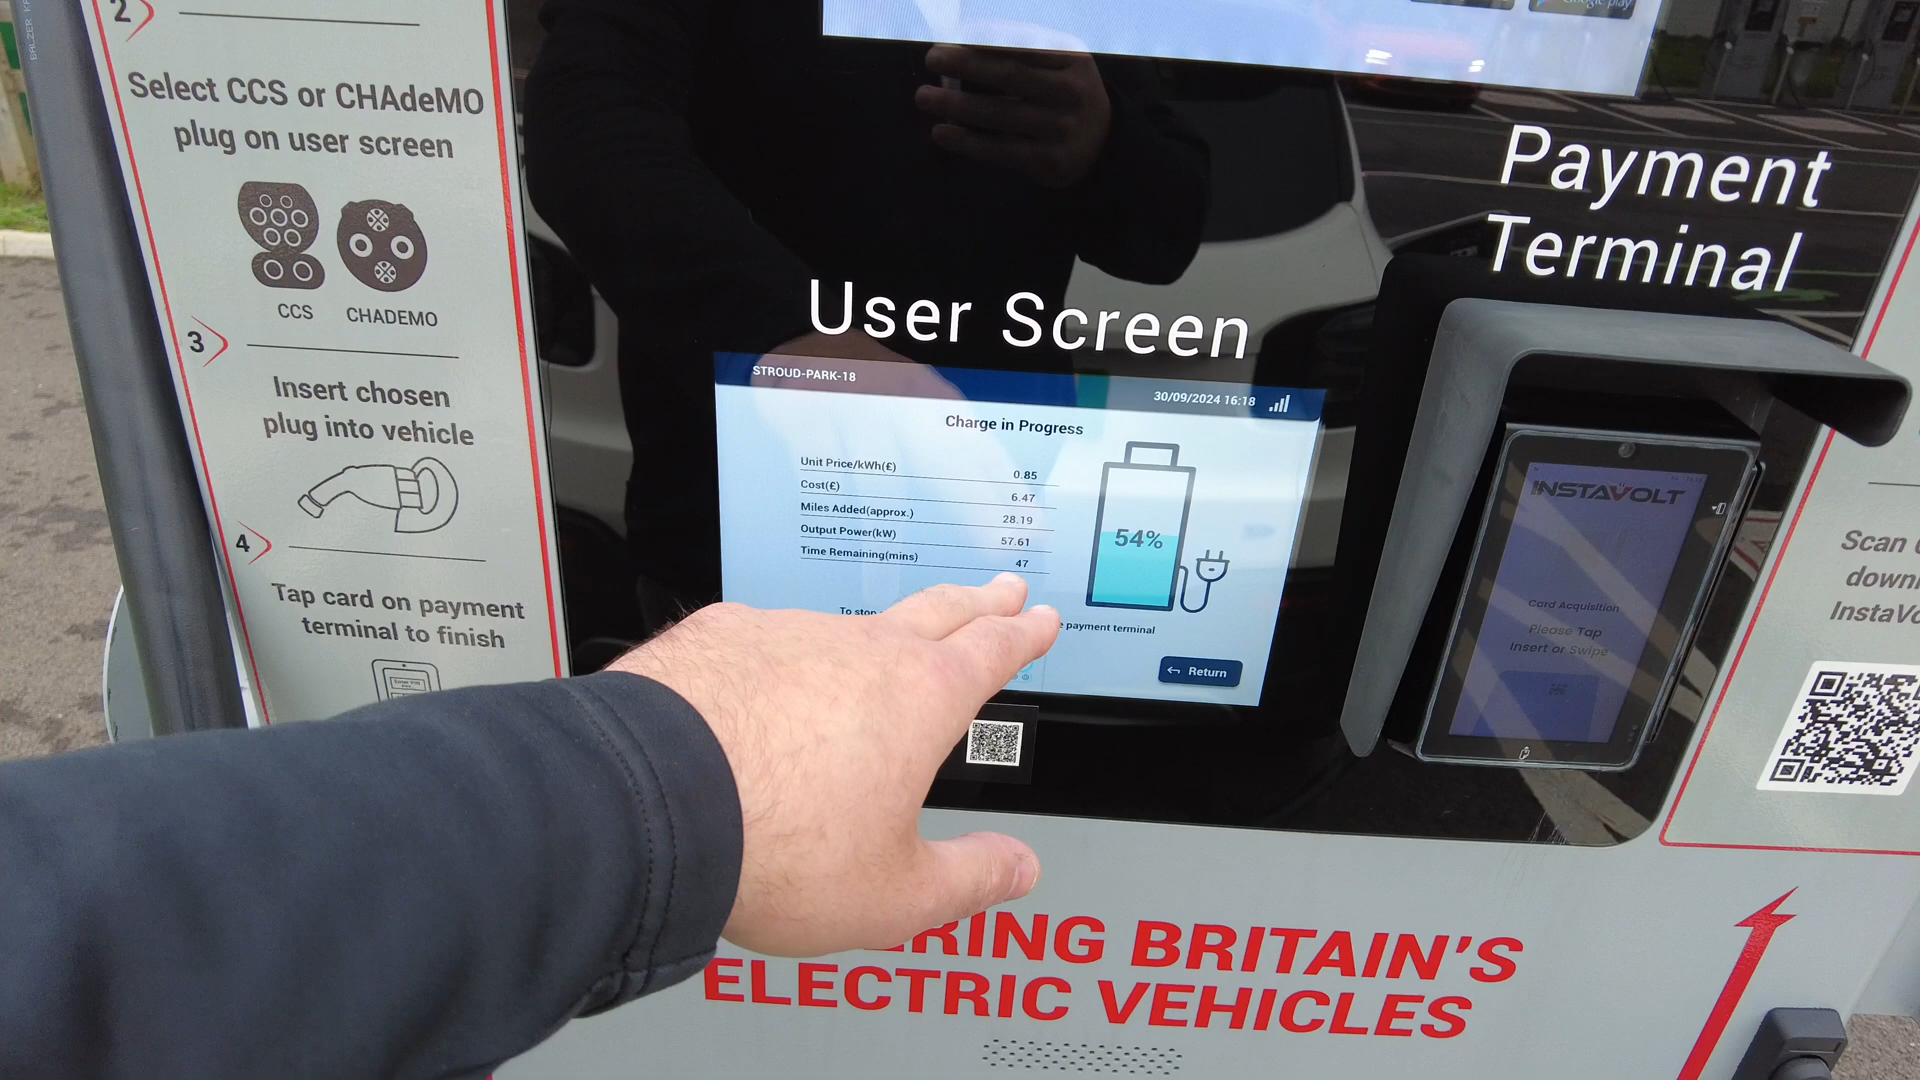 2
Select CCS or CHAdeMO
plug on user screen
CCS
CHADEMO
3
Insert chosen
plug into vehicle
4
Tap card on payment
terminal to finish
Google play
User Screen
STROUD-PARK-18
30/09/2024 16:18
Charge in Progress
Unit Price/kWh(£) 0.85
Cost(£) 6.47
Miles Added(approx.) 28.19
Output Power(kW) 57.61
Time Remaining(mins) 47
54%
To stop
payment terminal
Return
Payment
Terminal
INSTAVOLT
Card Acquisition
Please Tap
Insert or Swipe
Scan
RING BRITAIN'S
ELECTRIC VEHICLES